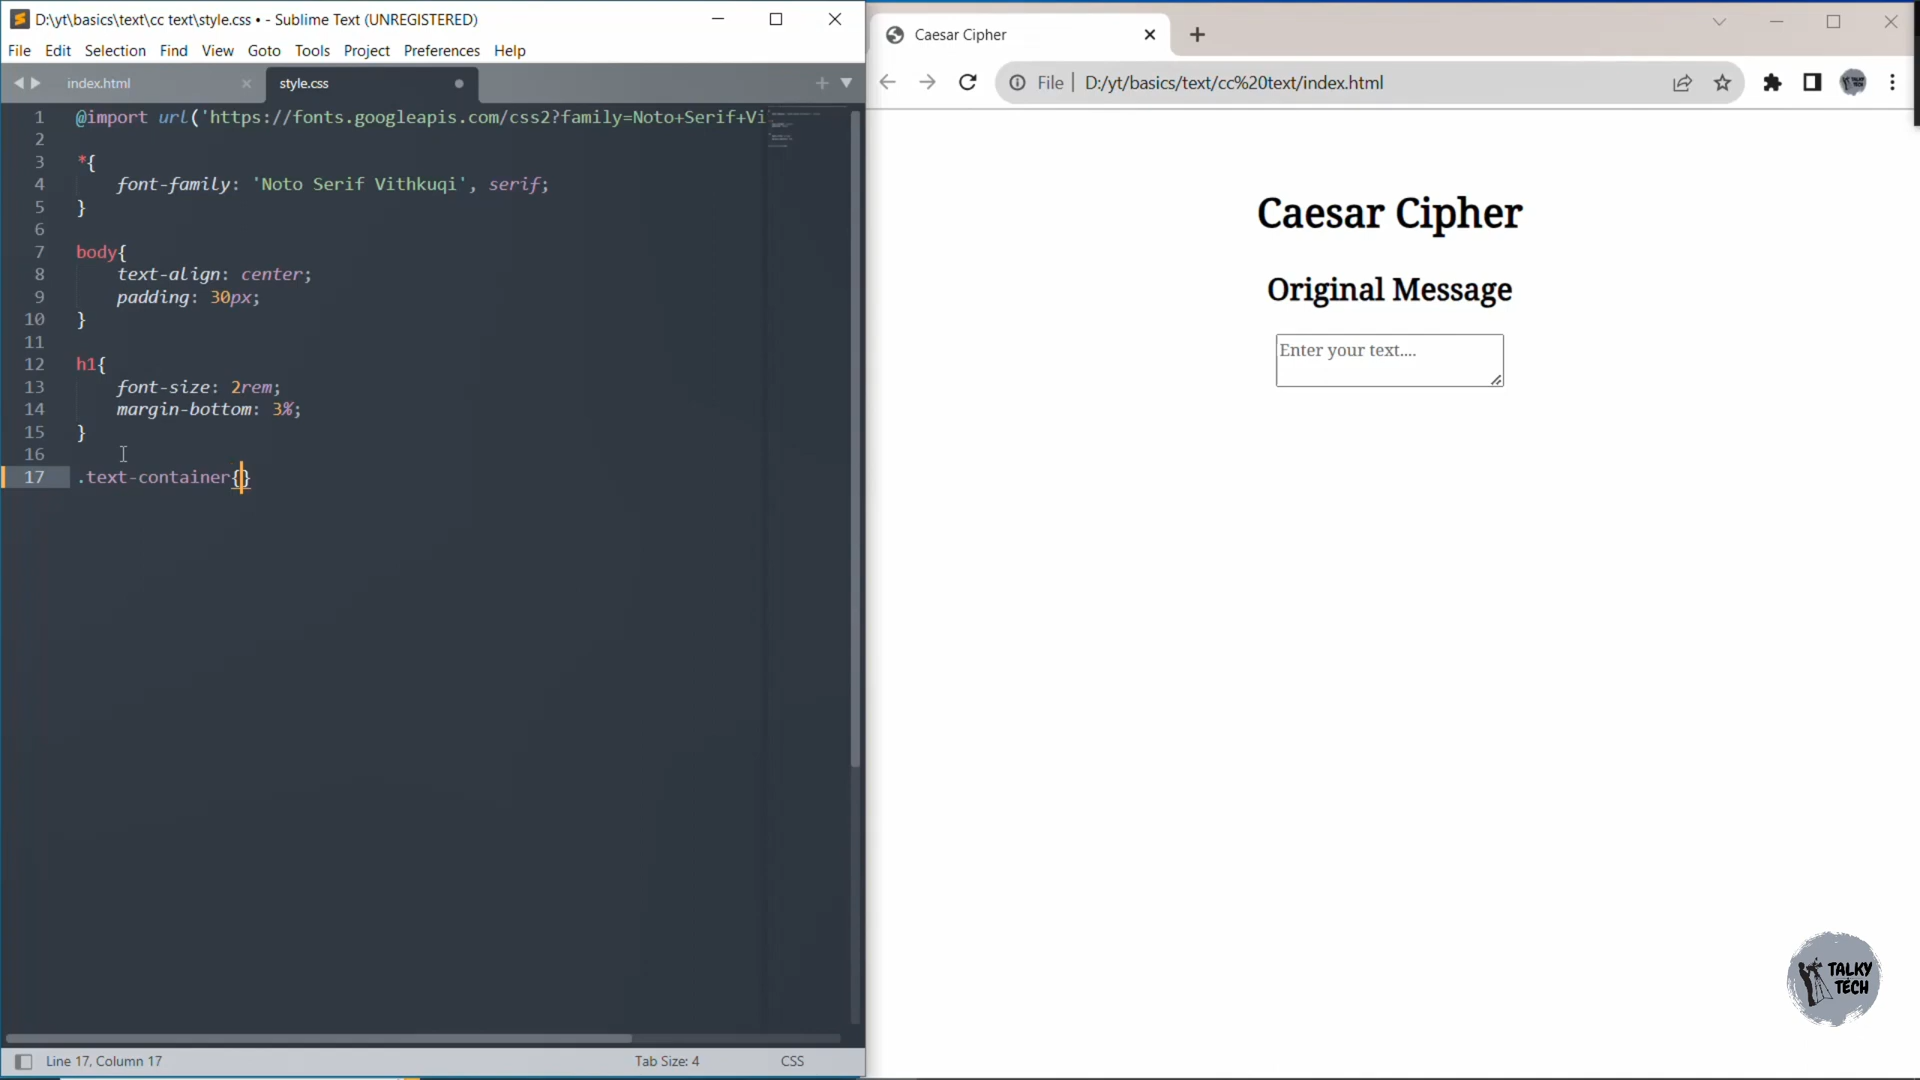 D:\yt\basics\text\cc text\style.css • - Sublime Text (UNREGISTERED)
File Edit Selection Find View Goto Tools Project Preferences Help
index.html
style.css
1 @import url('https://fonts.googleapis.com/css2?family=Noto+Serif+Vi
2
3 *{
4 font-family: 'Noto Serif Vithkuqi', serif;
5 }
6
7 body{
8 text-align: center;
9 padding: 30px;
10 }
11
12 h1{
13 font-size: 2rem;
14 margin-bottom: 3%;
15 }
16
17 .text-container{}
Line 17, Column 17
Tab Size: 4
CSS
Caesar Cipher
File | D:/yt/basics/text/cc%20text/index.html
Caesar Cipher
Original Message
Enter your text....
TALKY
TECH